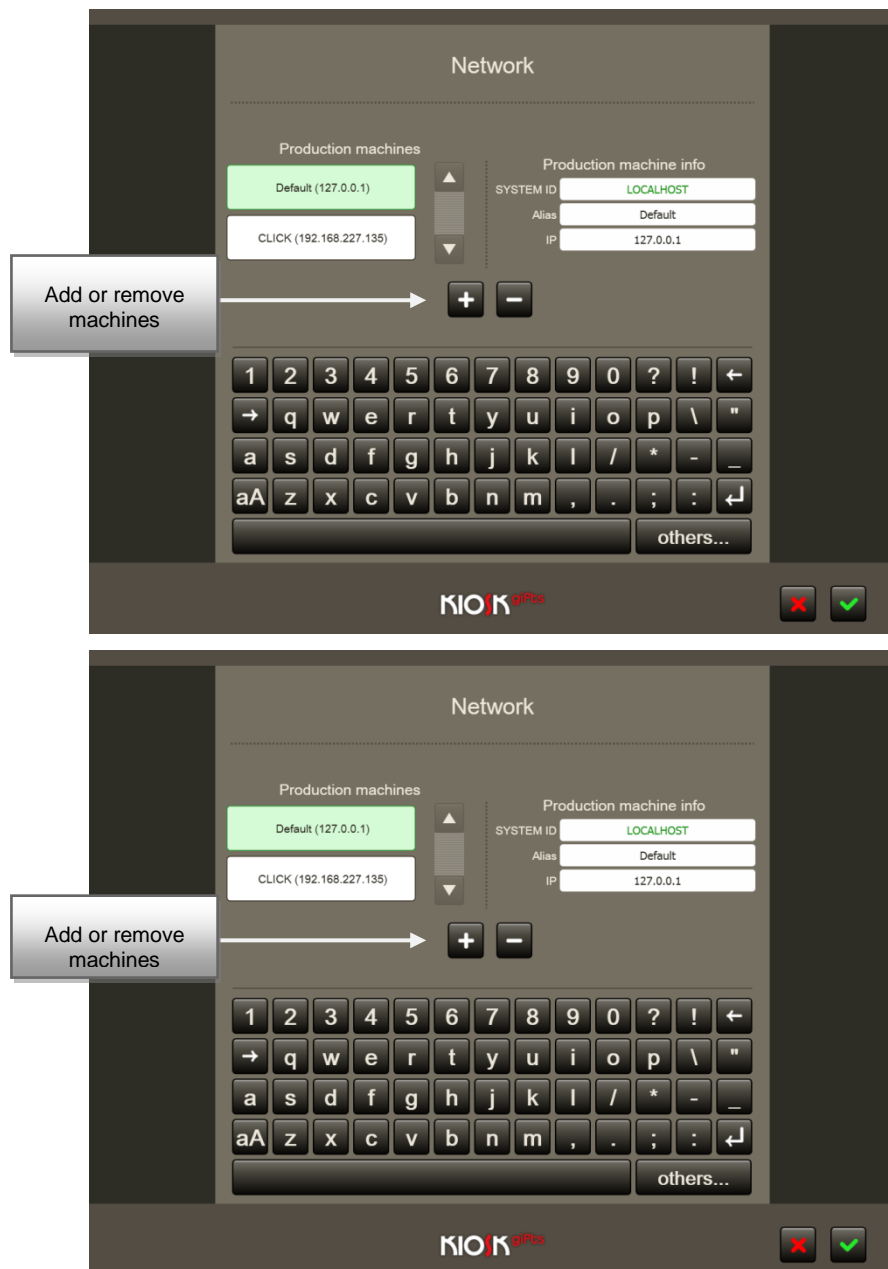 Network
Production machines
Default (127.0.0.1)
CLICK (192.168.227.135)
Production machine info
SYSTEM ID LOCALHOST
Alias Default
IP 127.0.0.1
Add or remove
machines
+ -
1 2 3 4 5 6 7 8 9 0 ? ! ←
→ q w e r t y u i o p \ "
a s d f g h j k l / * - _
aA z x c v b n m , . ; : ↵
others...
KIOSK gifts
Network
Production machines
Default (127.0.0.1)
CLICK (192.168.227.135)
Production machine info
SYSTEM ID LOCALHOST
Alias Default
IP 127.0.0.1
Add or remove
machines
+ -
1 2 3 4 5 6 7 8 9 0 ? ! ←
→ q w e r t y u i o p \ "
a s d f g h j k l / * - _
aA z x c v b n m , . ; : ↵
others...
KIOSK gifts